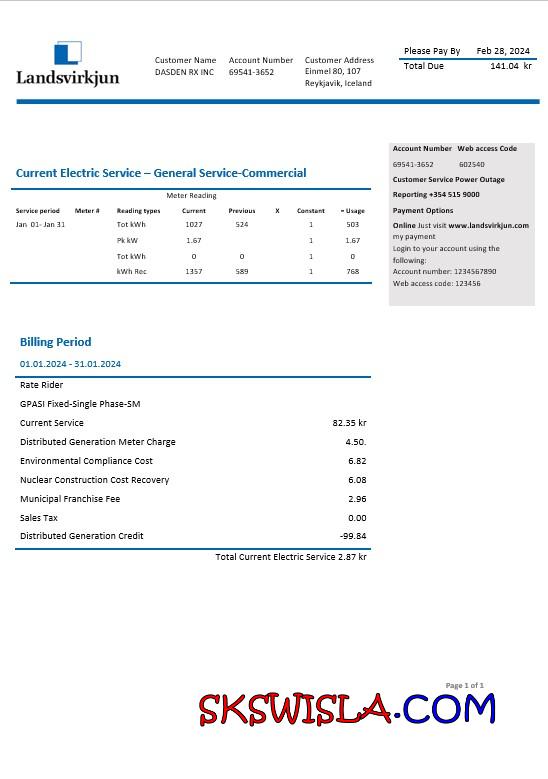 Landsvirkjun
Customer Name Account Number Customer Address
DASDEN RX INC 69541-3652 Einmel 80, 107
Reykjavik, Iceland
Please Pay By Feb 28, 2024
Total Due 141.04 kr
Account Number Web access Code
69541-3652 602540
Customer Service Power Outage
Reporting +354 515 9000
Payment Options
Online Just visit www.landsvirkjun.com
my payment
Login to your account using the
following:
Account number: 1234567890
Web access code: 123456
Current Electric Service – General Service-Commercial
Meter Reading
Service period Meter # Reading types Current Previous X Constant = Usage
Jan 01- Jan 31 Tot kWh 1027 524 1 503
Pk kW 1.67 1 1.67
Tot kWh 0 0 1 0
kWh Rec 1357 589 1 768
Billing Period
01.01.2024 - 31.01.2024
Rate Rider
GPASI Fixed-Single Phase-SM
Current Service 82.35 kr
Distributed Generation Meter Charge 4.50.
Environmental Compliance Cost 6.82
Nuclear Construction Cost Recovery 6.08
Municipal Franchise Fee 2.96
Sales Tax 0.00
Distributed Generation Credit -99.84
Total Current Electric Service 2.87 kr
Page 1 of 1
SKSWISLA.COM